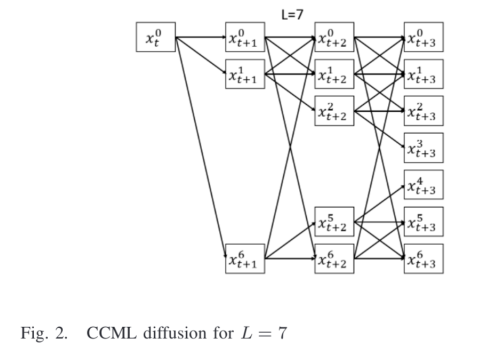 L=7
x_t^0 x_{t+1}^0 x_{t+2}^0 x_{t+3}^0
x_{t+1}^1 x_{t+2}^1 x_{t+3}^1
x_{t+2}^2 x_{t+3}^2
x_{t+3}^3
x_{t+3}^4
x_{t+2}^5 x_{t+3}^5
x_{t+1}^6 x_{t+2}^6 x_{t+3}^6
Fig. 2. CCML diffusion for L = 7